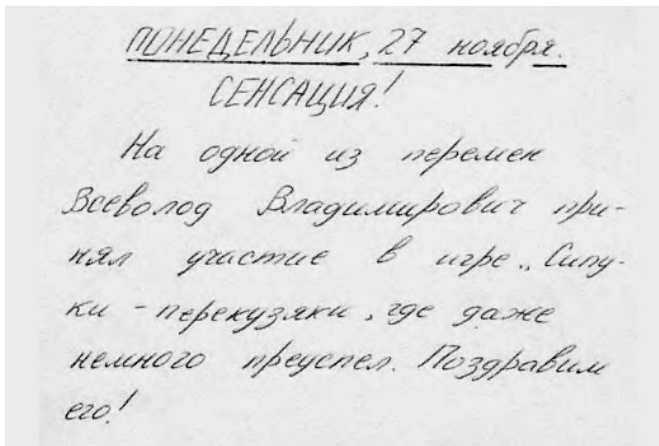 ПОНЕДЕЛЬНИК, 27 ноября.
СЕНСАЦИЯ!
На одной из перемен
Всеволод Владимирович при-
нял участие в игре „Сипу-
ки - перекузяки, где даже
немного преуспел. Поздравим
его!